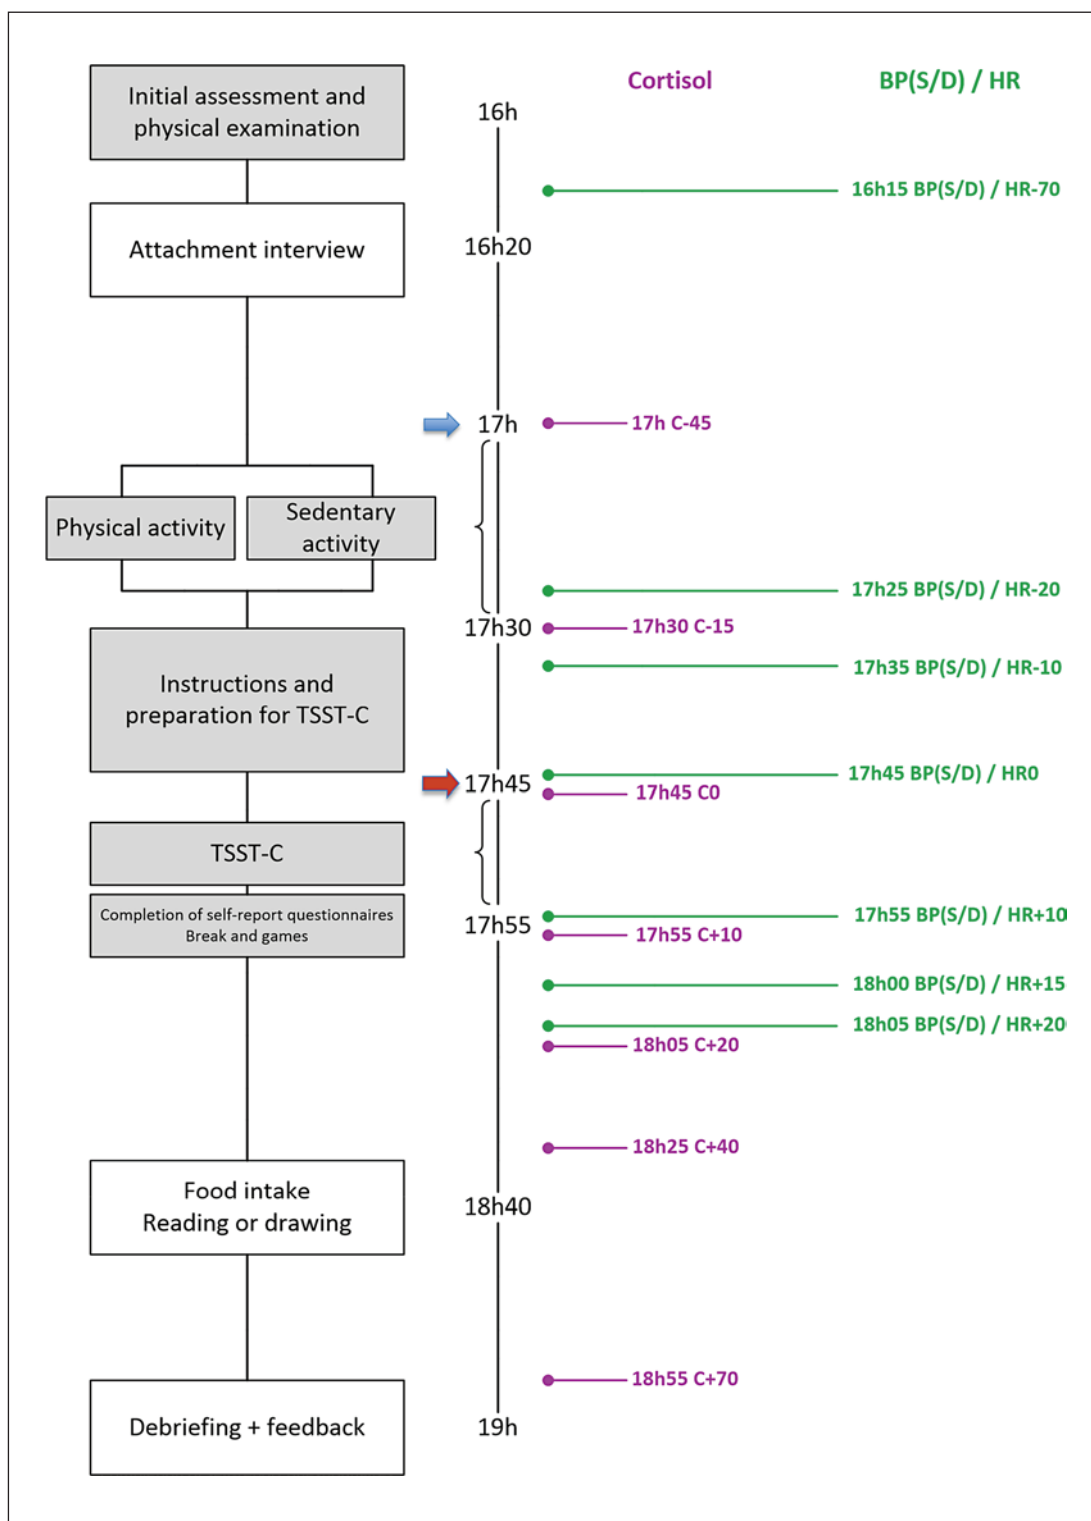 Cortisol
BP(S/D) / HR
Initial assessment and
physical examination
16h
16h15 BP(S/D) / HR-70
Attachment interview
16h20
17h
17h C-45
Physical activity
Sedentary
activity
17h25 BP(S/D) / HR-20
17h30
17h30 C-15
17h35 BP(S/D) / HR-10
Instructions and
preparation for TSST-C
17h45
17h45 BP(S/D) / HR0
17h45 C0
TSST-C
Completion of self-report questionnaires
Break and games
17h55
17h55 BP(S/D) / HR+10
17h55 C+10
18h00 BP(S/D) / HR+15
18h05 BP(S/D) / HR+20
18h05 C+20
18h25 C+40
Food intake
Reading or drawing
18h40
18h55 C+70
Debriefing + feedback
19h